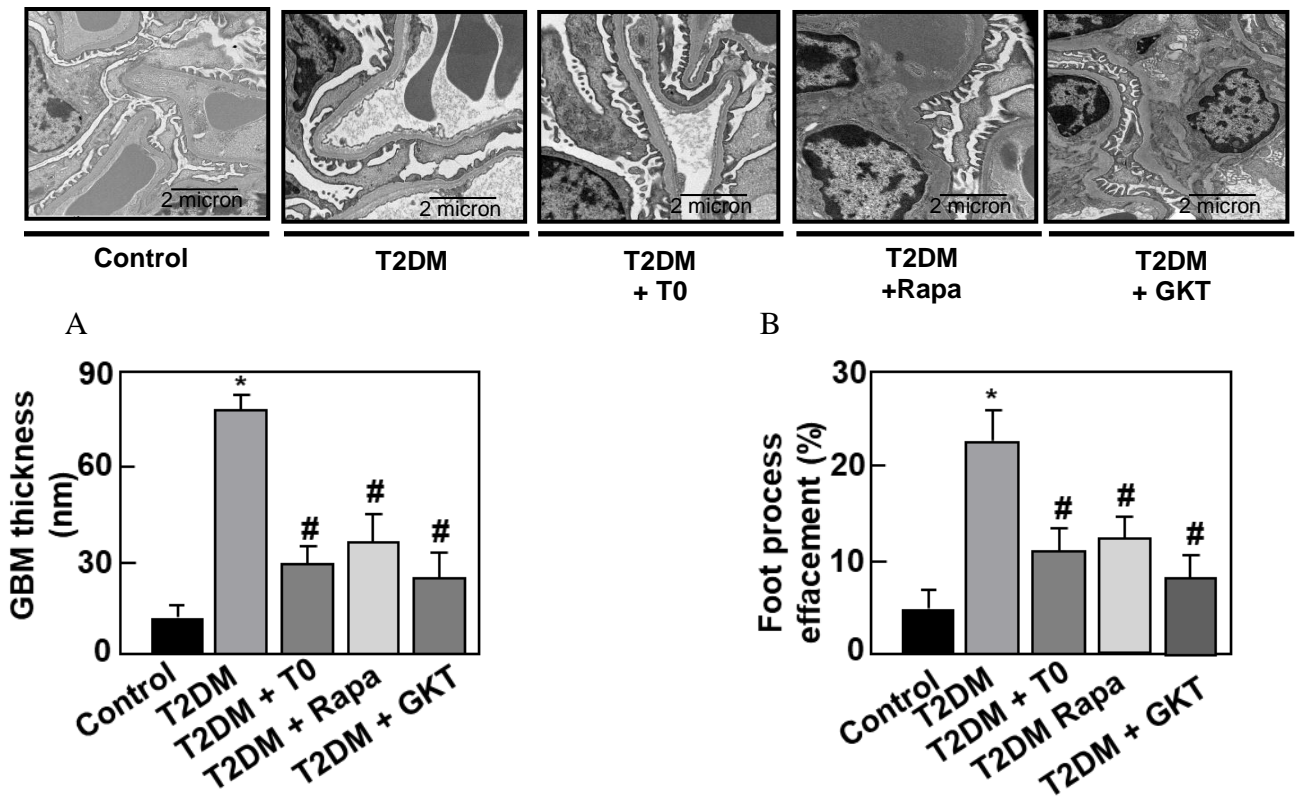 2 micron
2 micron
2 micron
2 micron
2 micron
Control
T2DM
T2DM
+ T0
T2DM
+Rapa
T2DM
+ GKT
A
GBM thickness
(nm)
90
60
30
0
*
#
#
#
Control
T2DM
T2DM + T0
T2DM + Rapa
T2DM + GKT
B
Foot process
effacement (%)
30
20
10
0
*
#
#
#
Control
T2DM
T2DM + T0
T2DM Rapa
T2DM + GKT